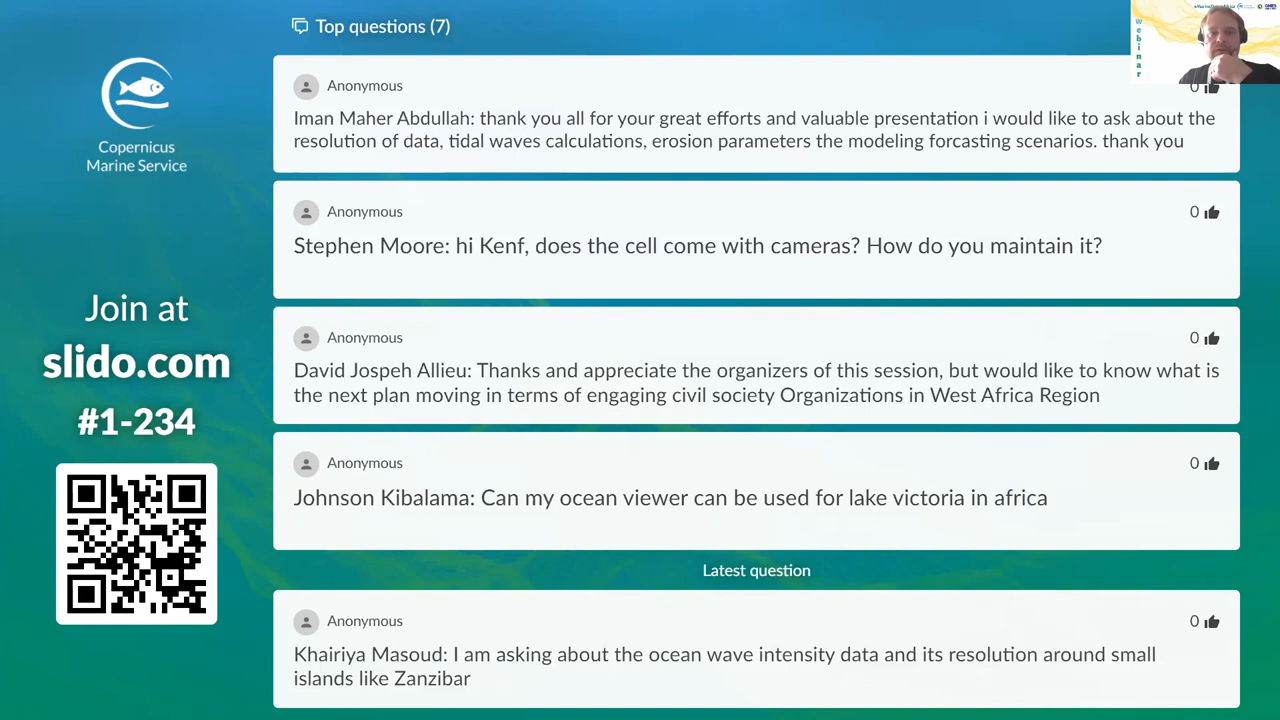 Top questions (7)
Copernicus
Marine Service
Join at
slido.com
#1-234
webinar
Anonymous
0
Iman Maher Abdullah: thank you all for your great efforts and valuable presentation i would like to ask about the
resolution of data, tidal waves calculations, erosion parameters the modeling forcasting scenarios. thank you
Anonymous
0
Stephen Moore: hi Kenf, does the cell come with cameras? How do you maintain it?
Anonymous
0
David Jospeh Allieu: Thanks and appreciate the organizers of this session, but would like to know what is
the next plan moving in terms of engaging civil society Organizations in West Africa Region
Anonymous
0
Johnson Kibalama: Can my ocean viewer can be used for lake victoria in africa
Latest question
Anonymous
0
Khairiya Masoud: I am asking about the ocean wave intensity data and its resolution around small
islands like Zanzibar